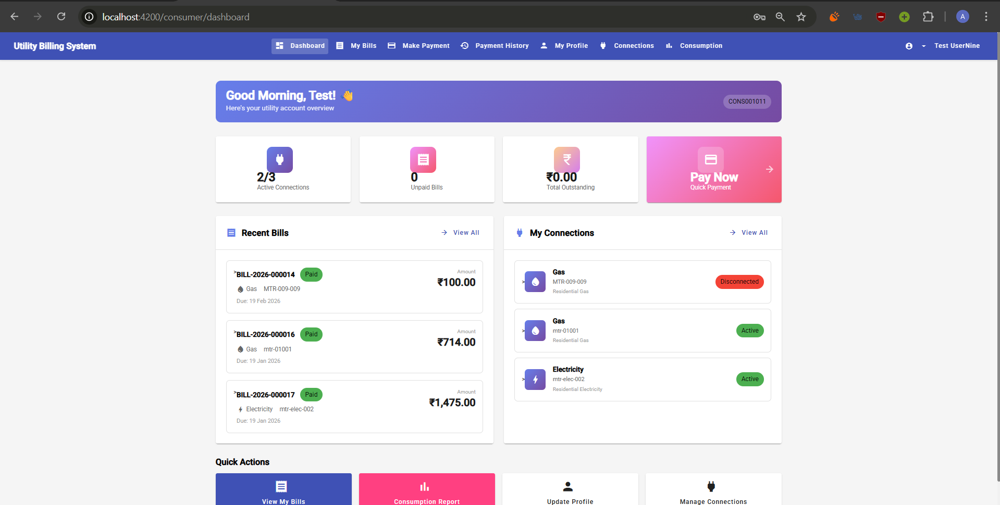 localhost:4200/consumer/dashboard
A
Utility Billing System
Dashboard
My Bills
Make Payment
Payment History
My Profile
Connections
Consumption
Test UserNine
Good Morning, Test! 👋
Here's your utility account overview
CONS001011
2/3
Active Connections
0
Unpaid Bills
₹0.00
Total Outstanding
Pay Now
Quick Payment
Recent Bills
View All
>BILL-2026-000014 Paid
Gas MTR-009-009
Due: 19 Feb 2026
Amount
₹100.00
>BILL-2026-000016 Paid
Gas mtr-01001
Due: 19 Jan 2026
Amount
₹714.00
>BILL-2026-000017 Paid
Electricity mtr-elec-002
Due: 19 Jan 2026
Amount
₹1,475.00
My Connections
View All
>
Gas
MTR-009-009
Residential Gas
Disconnected
>
Gas
mtr-01001
Residential Gas
Active
>
Electricity
mtr-elec-002
Residential Electricity
Active
Quick Actions
View My Bills
Consumption Report
Update Profile
Manage Connections